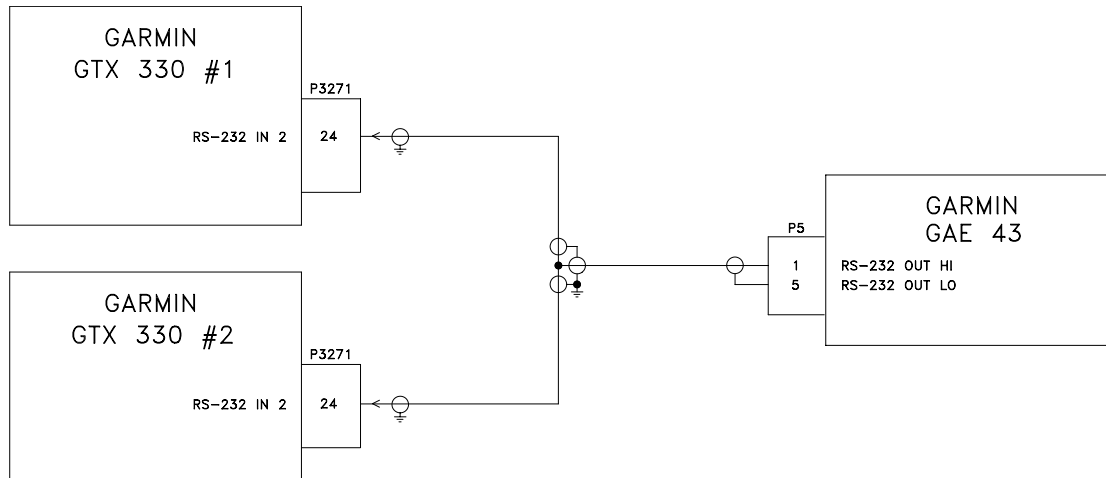 GARMIN
GTX 330 #1
P3271
RS-232 IN 2
24
GARMIN
GAE 43
P5
1
RS-232 OUT HI
5
RS-232 OUT LO
GARMIN
GTX 330 #2
P3271
RS-232 IN 2
24